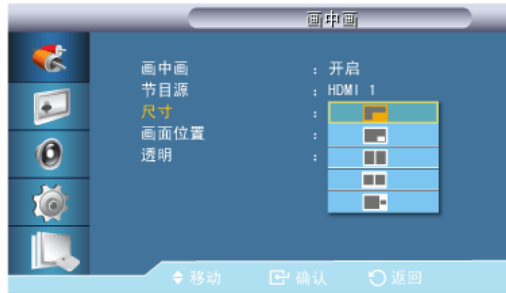 画中画
画中画 : 开启
节目源 : HDMI 1
尺寸 :
画面位置 :
透明 :
移动 确认 返回